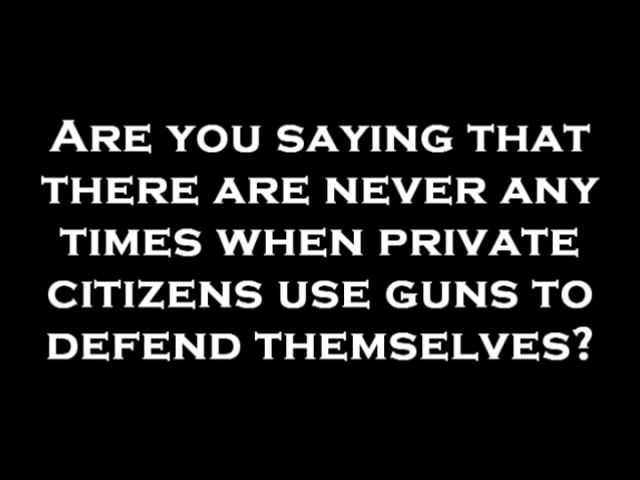 Are you saying that
there are never any
times when private
citizens use guns to
defend themselves?